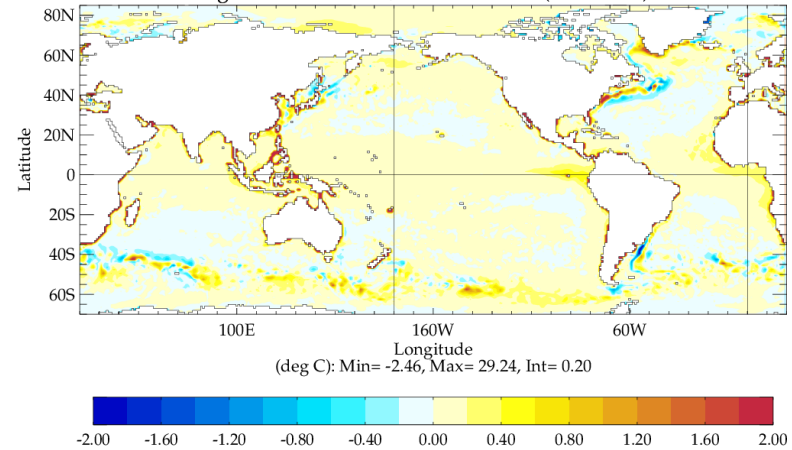 80N
60N
40N
20N
0
20S
40S
60S
Latitude
100E 160W 60W
Longitude
(deg C): Min= -2.46, Max= 29.24, Int= 0.20
-2.00 -1.60 -1.20 -0.80 -0.40 0.00 0.40 0.80 1.20 1.60 2.00